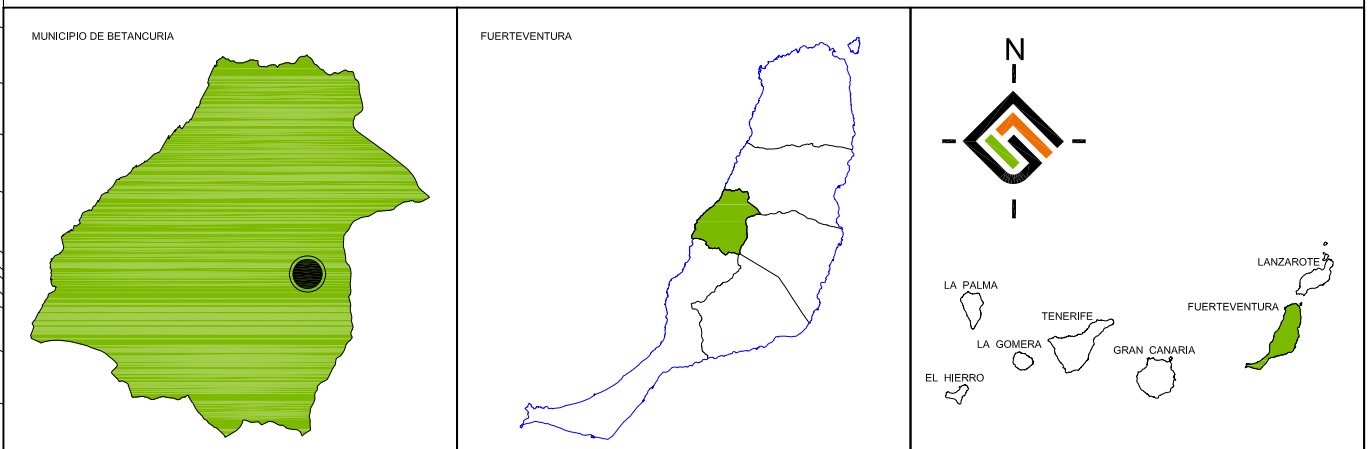 MUNICIPIO DE BETANCURIA
FUERTEVENTURA
N
LANZAROTE
LA PALMA
FUERTEVENTURA
TENERIFE
LA GOMERA
GRAN CANARIA
EL HIERRO